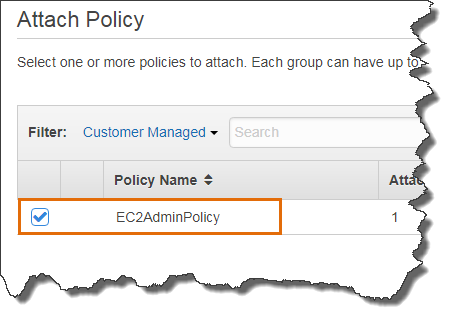 Attach Policy
Select one or more policies to attach. Each group can have up to
Filter: Customer Managed Search
Policy Name Attac
EC2AdminPolicy 1